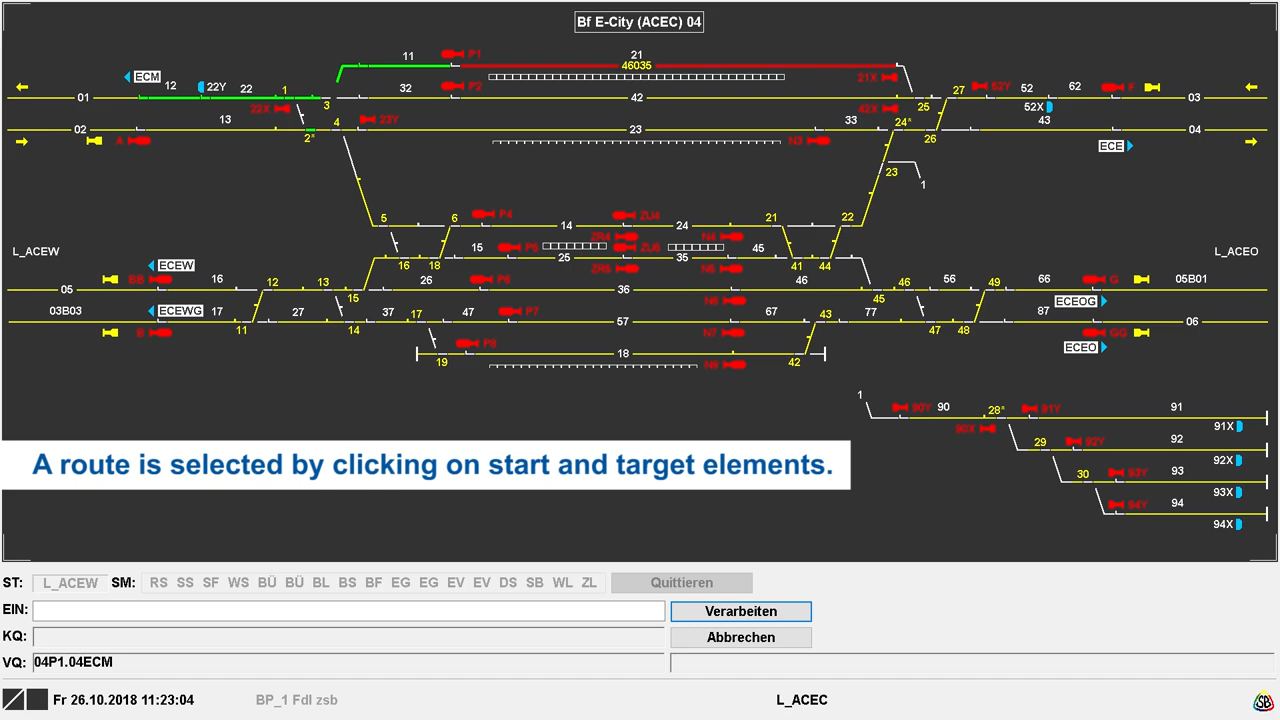 Bf E-City (ACEC) 04
11 P1 21
46035
ECM 12 22Y 22 1 32 P2 21X 27 52Y 52 62 F
01 22X 3 42 42X 25 52X 03
02 13 2* 4 23Y 23 33 24* 26 43 04
A N3 ECE
23 1
5 6 P4 14 ZU4 24 21 22
L_ACEW 15 P5 ZR4 ZU6 N4 45 L_ACEO
16 18 25 35 41 44
ECEW ZR6 N5
BB 16 12 13 26 P6 46 46 56 49 66 G 05B01
05 15 36 45
03B03 ECEWG 17 27 37 17 47 P7 N6 67 43 77 87 ECEOG
B 11 14 57 N7 47 48 GG 06
P8 18 ECEO
19 N8 42
1 90Y 90 28* 91Y 91
90X 91X
29 92Y 92
92X
30 93Y 93
93X
94Y 94
94X
A route is selected by clicking on start and target elements.
ST: L_ACEW SM: RS SS SF WS BÜ BÜ BL BS BF EG EG EV EV DS SB WL ZL Quittieren
EIN: Verarbeiten
KQ: Abbrechen
VQ: 04P1.04ECM
Fr 26.10.2018 11:23:04 BP_1 Fdl zsb L_ACEC SB